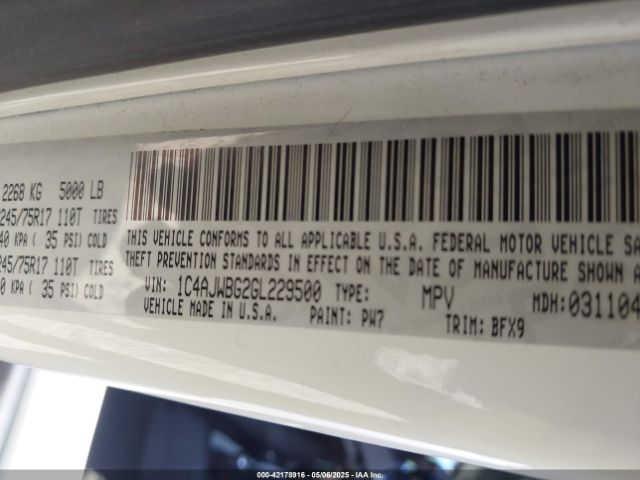 2268 KG 5000 LB
245/75R17 110T TIRES
40 KPA ( 35 PSI) COLD
245/75R17 110T TIRES
0 KPA ( 35 PSI) COLD
THIS VEHICLE CONFORMS TO ALL APPLICABLE U.S.A. FEDERAL MOTOR VEHICLE SA
THEFT PREVENTION STANDARDS IN EFFECT ON THE DATE OF MANUFACTURE SHOWN A
VIN: 1C4AJWBG2GL229500 TYPE: MPV MDH:031104
VEHICLE MADE IN U.S.A. PAINT: PW7 TRIM: BFX9
000-42178916 - 05/06/2025 - IAA Inc.